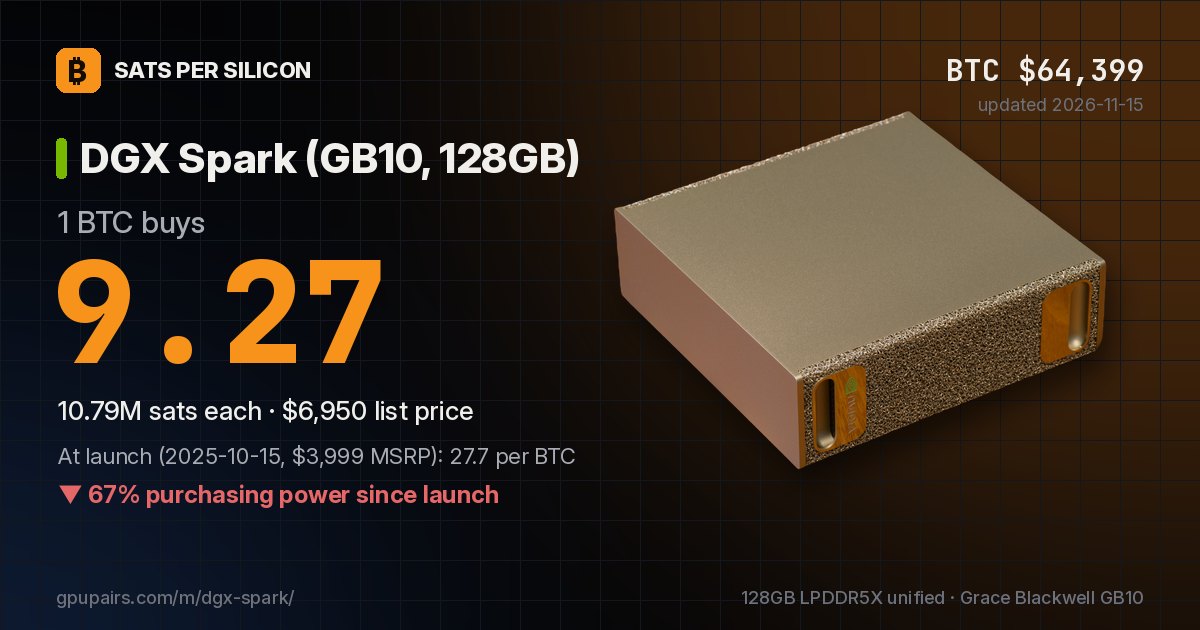 SATS PER SILICON
BTC $64,399
updated 2026-11-15
DGX Spark (GB10, 128GB)
1 BTC buys
9.27
10.79M sats each · $6,950 list price
At launch (2025-10-15, $3,999 MSRP): 27.7 per BTC
▼ 67% purchasing power since launch
gpupairs.com/m/dgx-spark/
128GB LPDDR5X unified · Grace Blackwell GB10